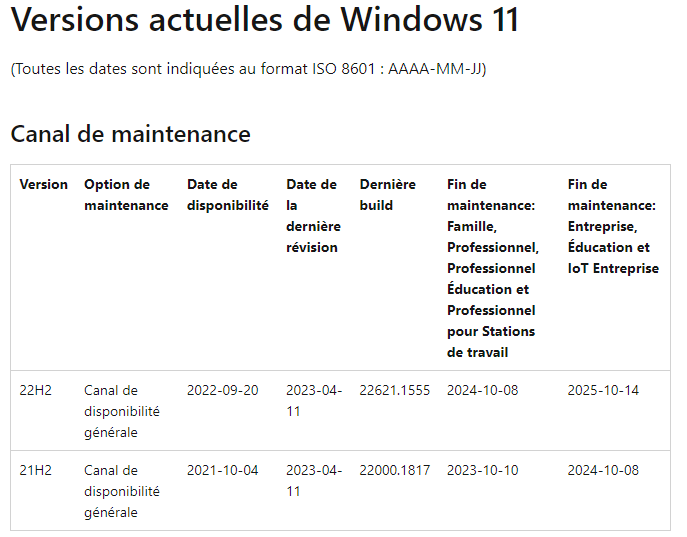 Versions actuelles de Windows 11
(Toutes les dates sont indiquées au format ISO 8601 : AAAA-MM-JJ)
Canal de maintenance
Version
Option de
maintenance
Date de
disponibilité
Date de
la
dernière
révision
Dernière
build
Fin de
maintenance:
Famille,
Professionnel,
Professionnel
Éducation et
Professionnel
pour Stations
de travail
Fin de
maintenance:
Entreprise,
Éducation et
IoT Entreprise
22H2
Canal de
disponibilité
générale
2022-09-20
2023-04-
11
22621.1555
2024-10-08
2025-10-14
21H2
Canal de
disponibilité
générale
2021-10-04
2023-04-
11
22000.1817
2023-10-10
2024-10-08